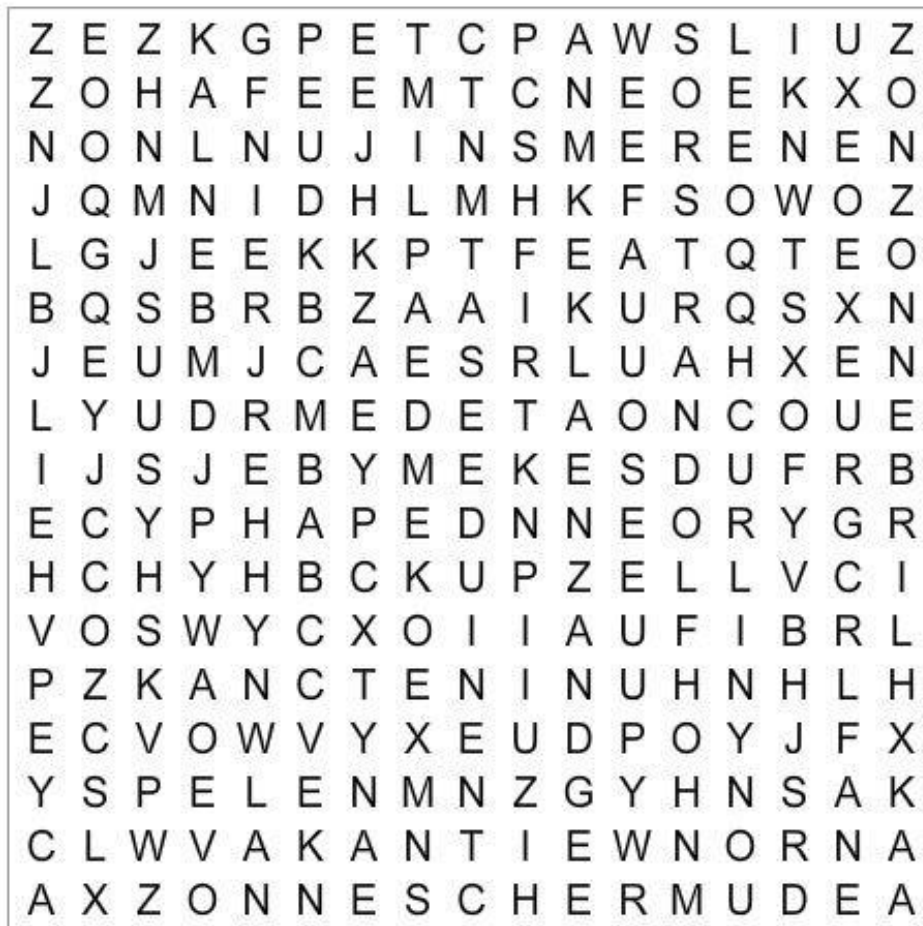 Z E Z K G P E T C P A W S L I U Z
Z O H A F E E M T C N E O E K X O
N O N L N U J I N S M E R E N E N
J Q M N I D H L M H K F S O W O Z
L G J E E K K P T F E A T Q T E O
B Q S B R B Z A A I K U R Q S X N
J E U M J C A E S R L U A H X E N
L Y U D R M E D E T A O N C O U E
I J S J E B Y M E K E S D U F R B
E C Y P H A P E D N N E O R Y G R
H C H Y H B C K U P Z E L L V C I
V O S W Y C X O I I A U F I B R L
P Z K A N C T E N I N U H N H L H
E C V O W V Y X E U D P O Y J F X
Y S P E L E N M N Z G Y H N S A K
C L W V A K A N T I E W N O R N A
A X Z O N N E S C H E R M U D E A